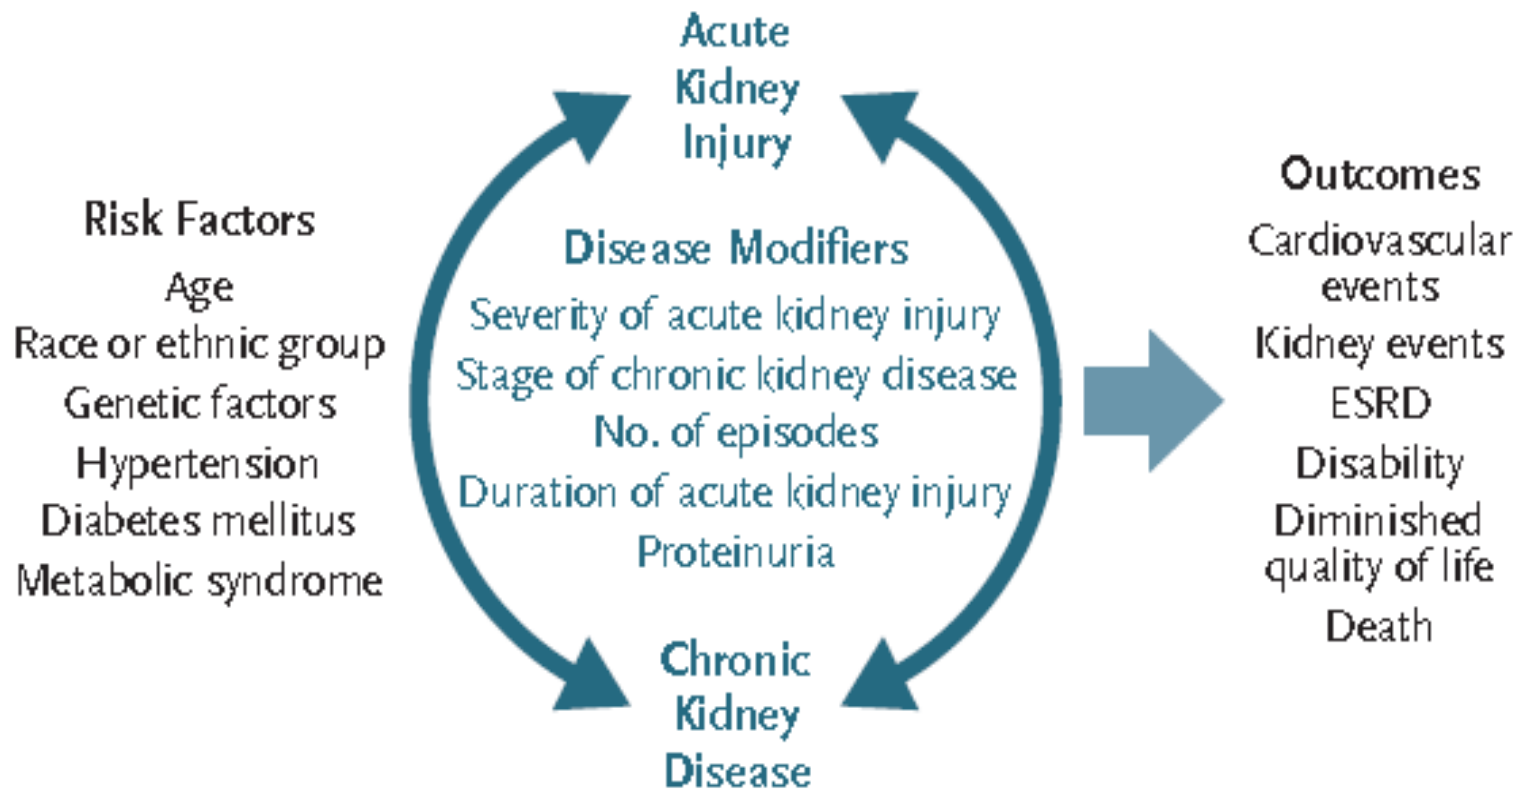 Acute
Kidney
Injury
Risk Factors
Age
Race or ethnic group
Genetic factors
Hypertension
Diabetes mellitus
Metabolic syndrome
Disease Modifiers
Severity of acute kidney injury
Stage of chronic kidney disease
No. of episodes
Duration of acute kidney injury
Proteinuria
Chronic
Kidney
Disease
Outcomes
Cardiovascular
events
Kidney events
ESRD
Disability
Diminished
quality of life
Death